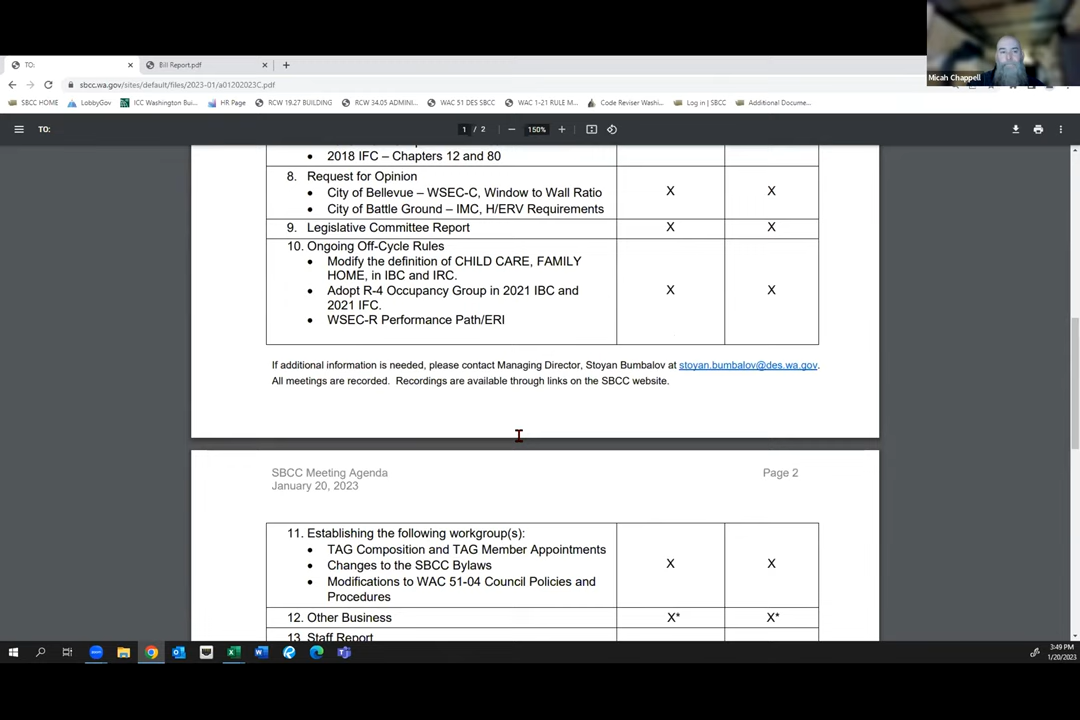 TO:
Bill Report.pdf
sbcc.wa.gov/sites/default/files/2023-01/a01202023C.pdf
SBCC HOME
LobbyGov
ICC Washington Bui...
HR Page
RCW 19.27 BUILDING
RCW 34.05 ADMINI...
WAC 51 DES SBCC
WAC 1-21 RULE M...
Code Reviser Washi...
Log in | SBCC
Additional Docume...
Micah Chappell
TO:
1 / 2
150%
• 2018 IFC – Chapters 12 and 80
8. Request for Opinion
• City of Bellevue – WSEC-C, Window to Wall Ratio
• City of Battle Ground – IMC, H/ERV Requirements
X X
9. Legislative Committee Report X X
10. Ongoing Off-Cycle Rules
• Modify the definition of CHILD CARE, FAMILY
HOME, in IBC and IRC.
• Adopt R-4 Occupancy Group in 2021 IBC and
2021 IFC.
• WSEC-R Performance Path/ERI
X X
If additional information is needed, please contact Managing Director, Stoyan Bumbalov at stoyan.bumbalov@des.wa.gov.
All meetings are recorded. Recordings are available through links on the SBCC website.
SBCC Meeting Agenda Page 2
January 20, 2023
11. Establishing the following workgroup(s):
• TAG Composition and TAG Member Appointments
• Changes to the SBCC Bylaws
• Modifications to WAC 51-04 Council Policies and
Procedures
X X
12. Other Business X* X*
13. Staff Report
3:49 PM
1/20/2023